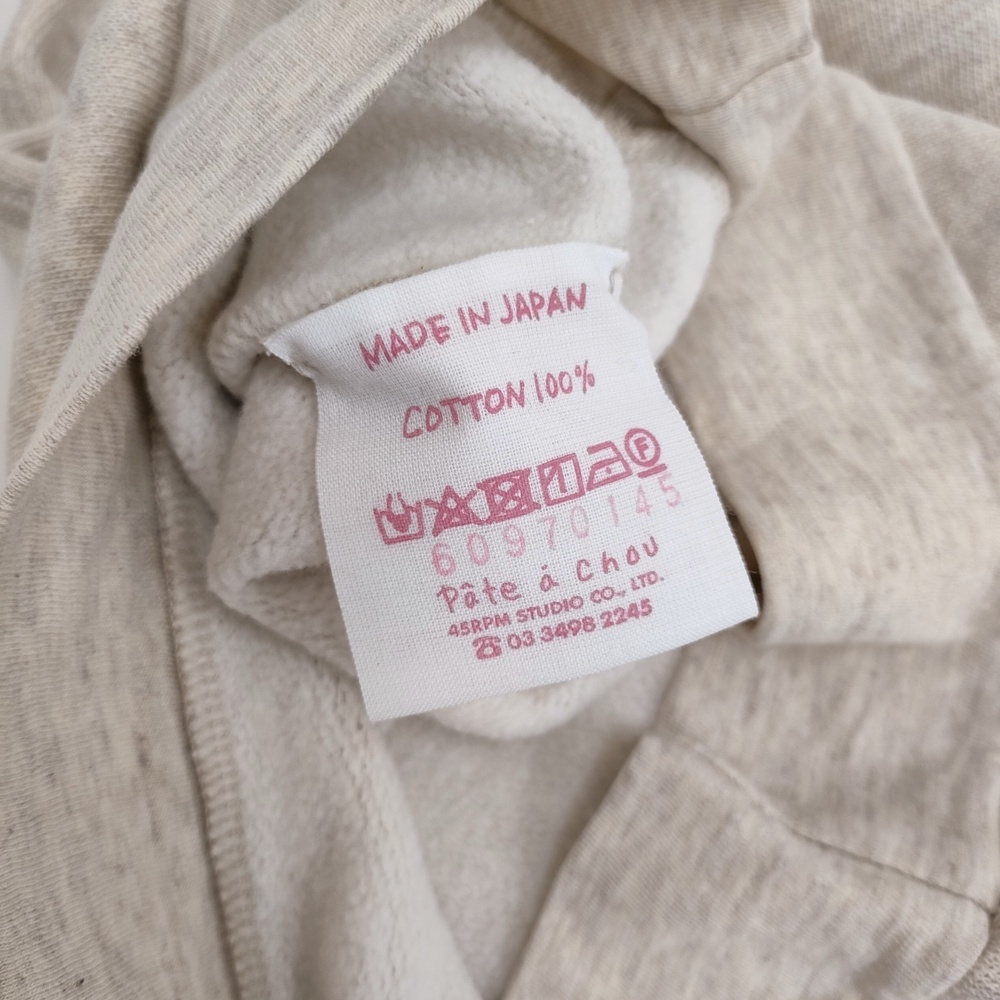 MADE IN JAPAN
COTTON 100%
F
60970145
Pâte á Chou
45RPM STUDIO CO., LTD.
☎ 03 3498 2245